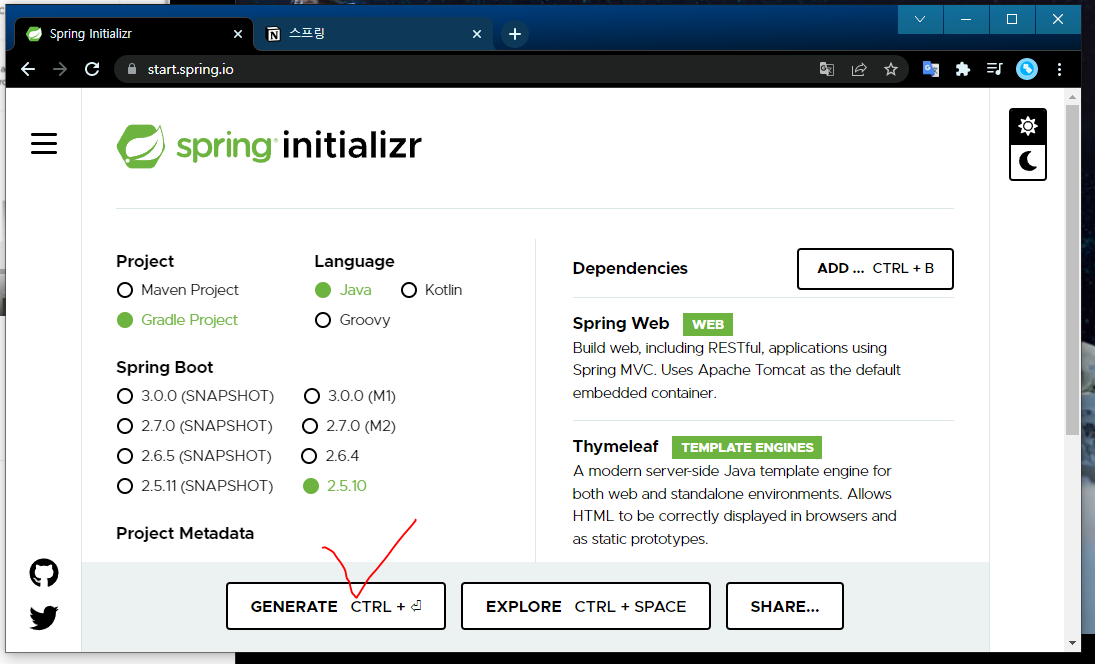 Spring Initializr
스프링
start.spring.io
spring initializr
Project
Language
Maven Project
Java
Kotlin
Gradle Project
Groovy
Spring Boot
3.0.0 (SNAPSHOT)
3.0.0 (M1)
2.7.0 (SNAPSHOT)
2.7.0 (M2)
2.6.5 (SNAPSHOT)
2.6.4
2.5.11 (SNAPSHOT)
2.5.10
Project Metadata
Dependencies
ADD ... CTRL + B
Spring Web WEB
Build web, including RESTful, applications using
Spring MVC. Uses Apache Tomcat as the default
embedded container.
Thymeleaf TEMPLATE ENGINES
A modern server-side Java template engine for
both web and standalone environments. Allows
HTML to be correctly displayed in browsers and
as static prototypes.
GENERATE CTRL + ⏎
EXPLORE CTRL + SPACE
SHARE...